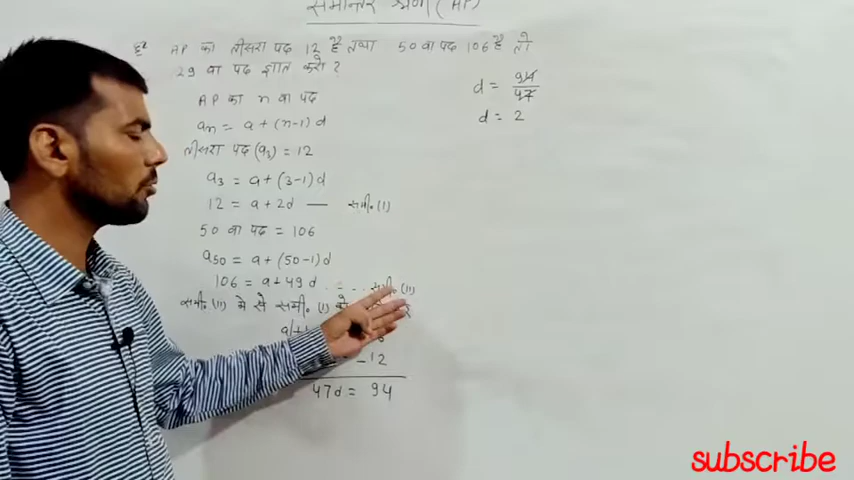 समान्तर श्रेणी (AP)
AP का तीसरा पद 12 है तथा 50 वा पद 106 है तो
29 वा पद ज्ञात करो ?
AP का n वा पद
an = a + (n-1) d
तीसरा पद (a3) = 12
a3 = a + (3-1) d
12 = a + 2d — समी० (I)
50 वा पद = 106
a50 = a + (50-1) d
106 = a + 49 d समी० (II)
समी० (II) मे से समी० (I) को
-12
47d = 94
d = 94/47
d = 2
subscribe